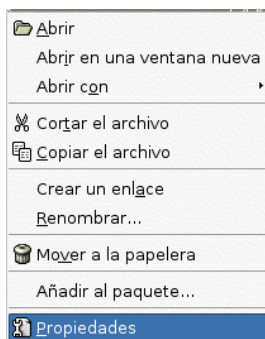 Abrir
Abrir en una ventana nueva
Abrir con
Cortar el archivo
Copiar el archivo
Crear un enlace
Renombrar...
Mover a la papelera
Añadir al paquete...
Propiedades